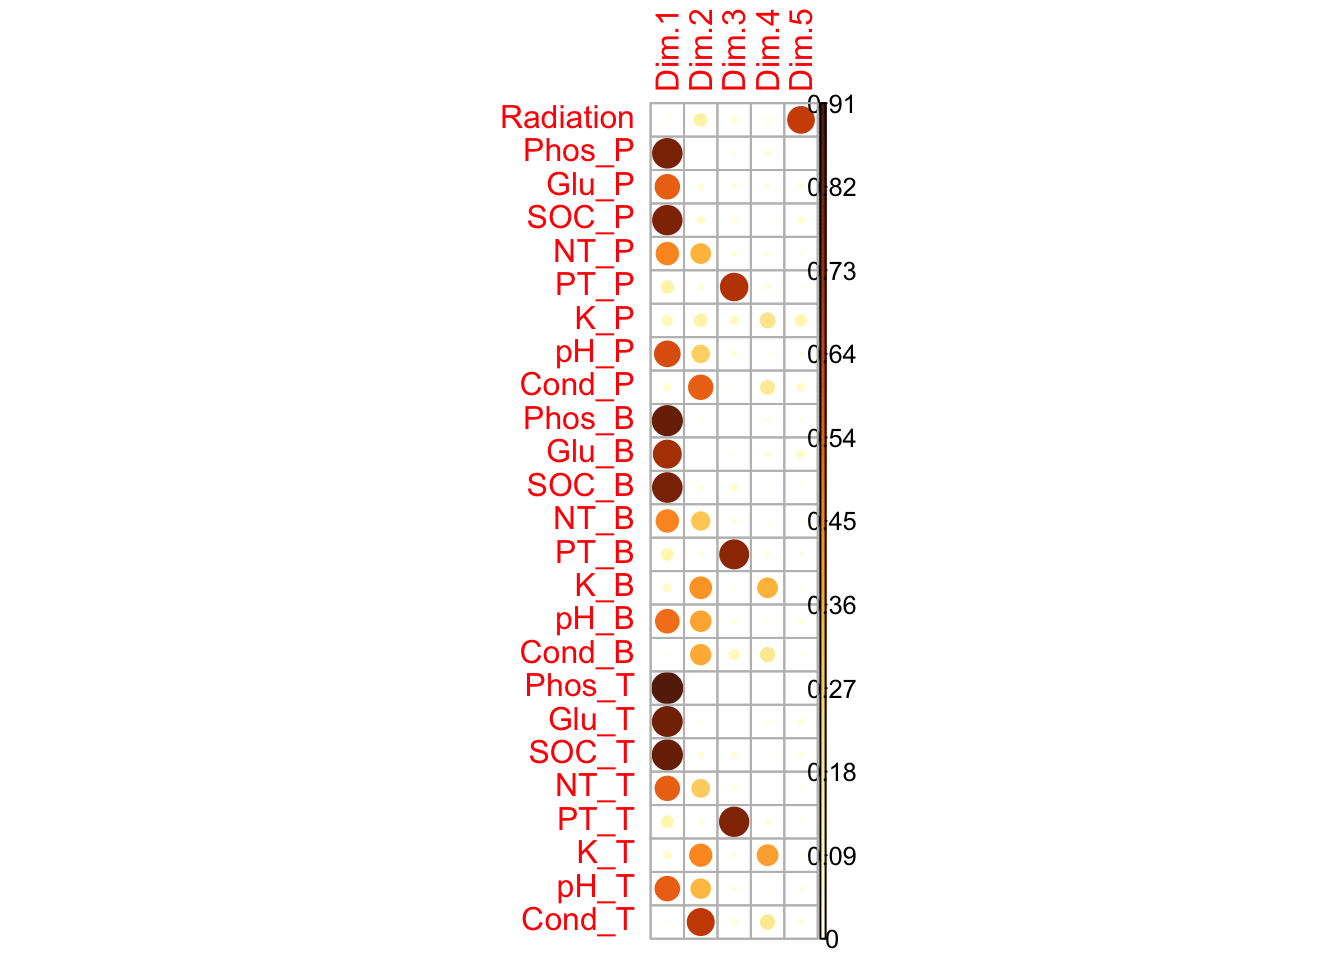 Dim.1 Dim.2 Dim.3 Dim.4 Dim.5
Radiation
Phos_P
Glu_P
SOC_P
NT_P
PT_P
K_P
pH_P
Cond_P
Phos_B
Glu_B
SOC_B
NT_B
PT_B
K_B
pH_B
Cond_B
Phos_T
Glu_T
SOC_T
NT_T
PT_T
K_T
pH_T
Cond_T
0.91
0.82
0.73
0.64
0.54
0.45
0.36
0.27
0.18
0.09
0